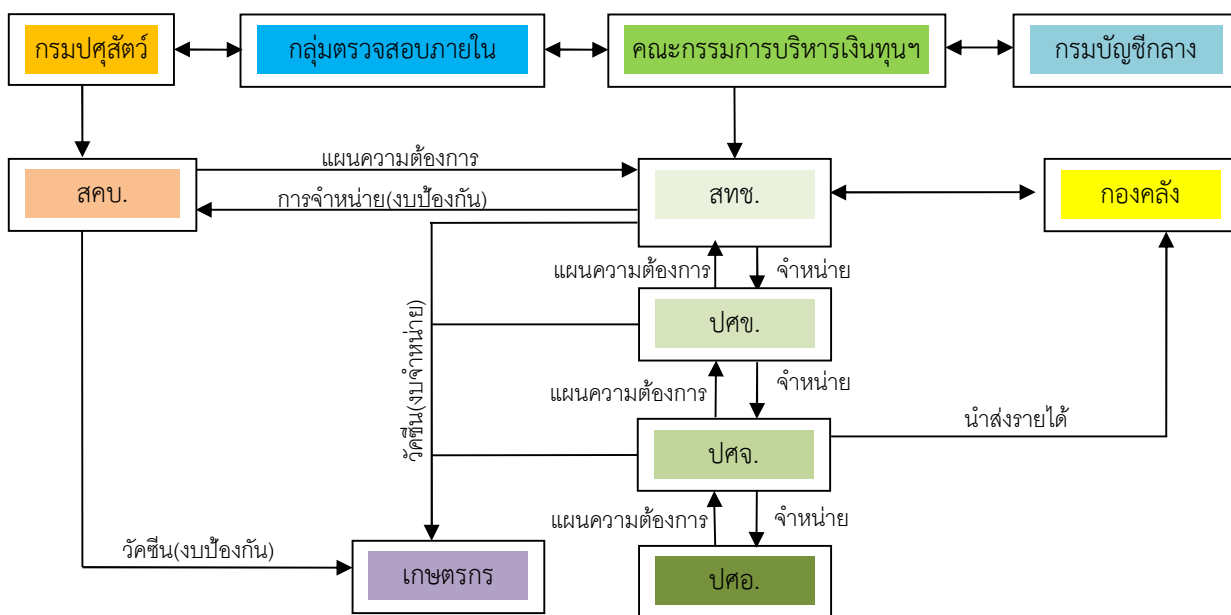 กรมปศุสัตว์
กลุ่มตรวจสอบภายใน
คณะกรรมการบริหารเงินทุนฯ
กรมบัญชีกลาง
แผนความต้องการ
สคบ.
การจำหน่าย(งบป้องกัน)
สทช.
กองคลัง
แผนความต้องการ
จำหน่าย
ปศข.
วัคซีน(งบจำหน่าย)
แผนความต้องการ
จำหน่าย
นำส่งรายได้
ปศจ.
แผนความต้องการ
จำหน่าย
วัคซีน(งบป้องกัน)
เกษตรกร
ปศอ.